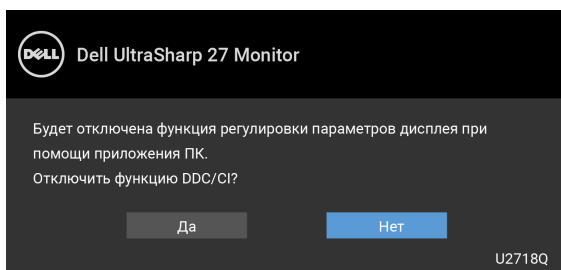 DELL
Dell UltraSharp 27 Monitor
Будет отключена функция регулировки параметров дисплея при
помощи приложения ПК.
Отключить функцию DDC/CI?
Да
Нет
U2718Q